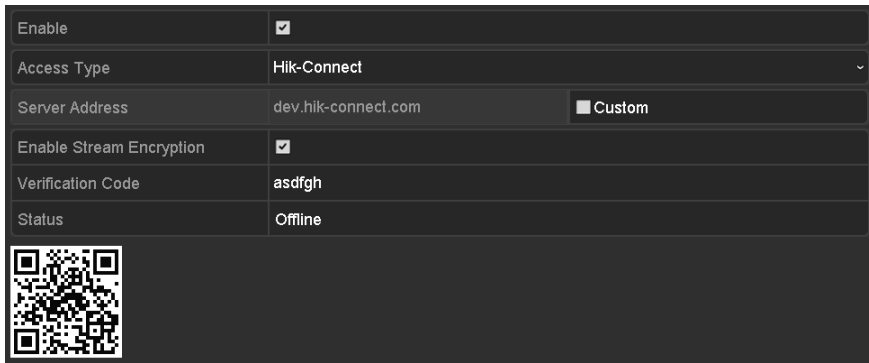 Enable
Access Type Hik-Connect
Server Address dev.hik-connect.com Custom
Enable Stream Encryption
Verification Code asdfgh
Status Offline